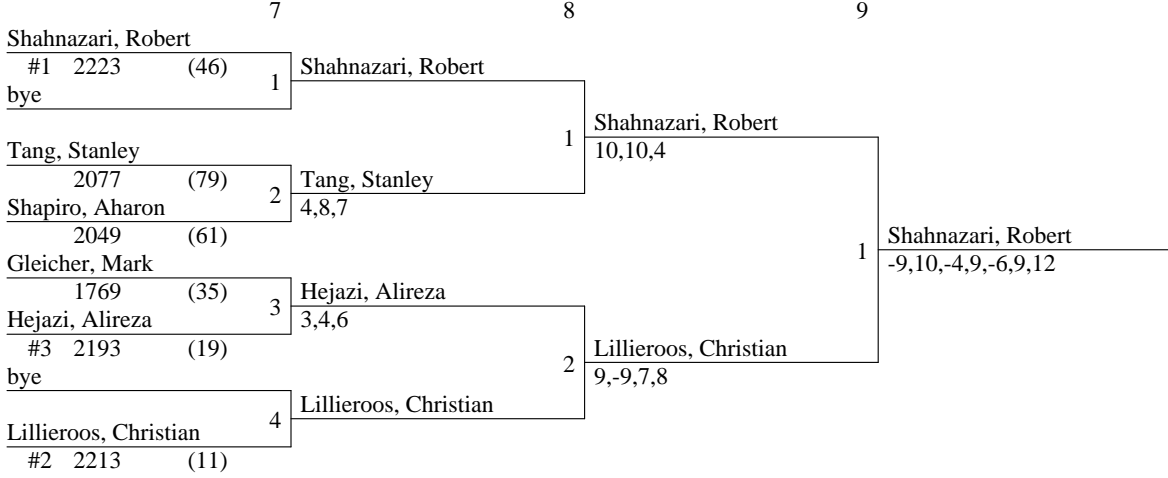 7 8 9
Shahnazari, Robert
#1 2223 (46)
bye
1
Shahnazari, Robert
Tang, Stanley
2077 (79)
Shapiro, Aharon
2049 (61)
2
Tang, Stanley
4,8,7
Gleicher, Mark
1769 (35)
Hejazi, Alireza
#3 2193 (19)
3
Hejazi, Alireza
3,4,6
bye
Lillieroos, Christian
#2 2213 (11)
4
Lillieroos, Christian
1
Shahnazari, Robert
10,10,4
2
Lillieroos, Christian
9,-9,7,8
1
Shahnazari, Robert
-9,10,-4,9,-6,9,12